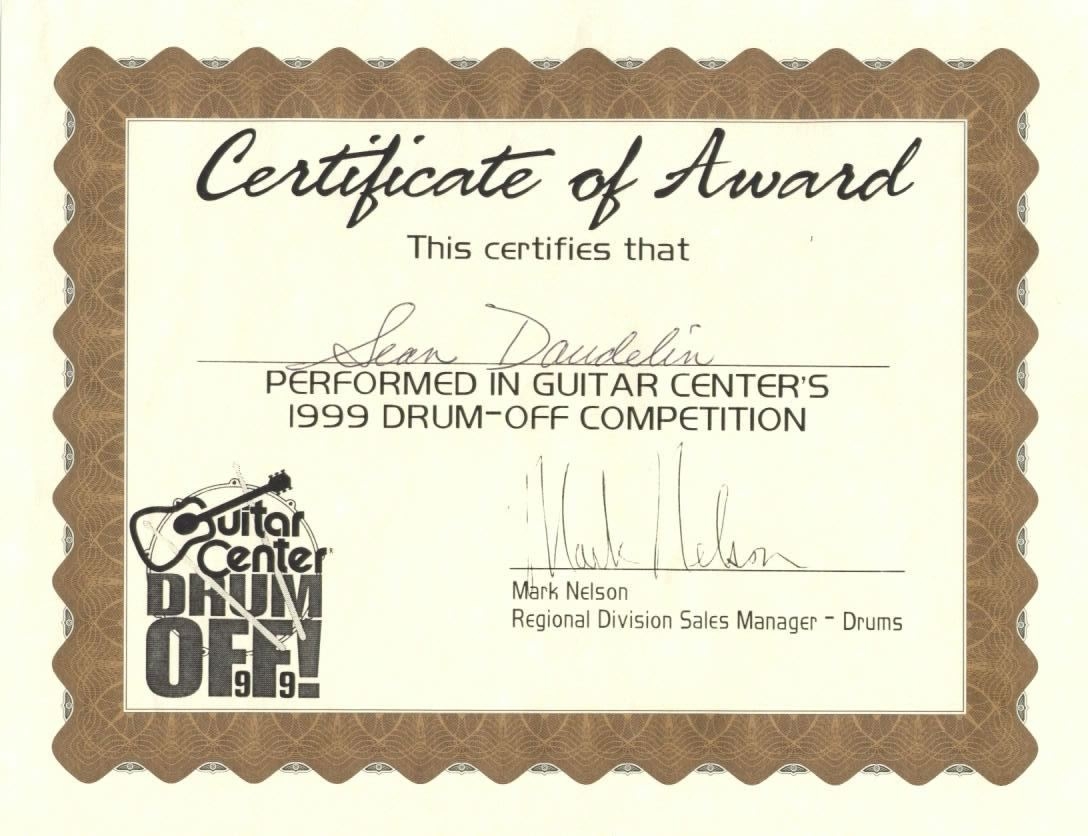 Certificate of Award
This certifies that
Sean Daudelin
PERFORMED IN GUITAR CENTER'S
1999 DRUM-OFF COMPETITION
Mark Nelson
Mark Nelson
Regional Division Sales Manager - Drums
Guitar
Center
DRUM
OFF!
99